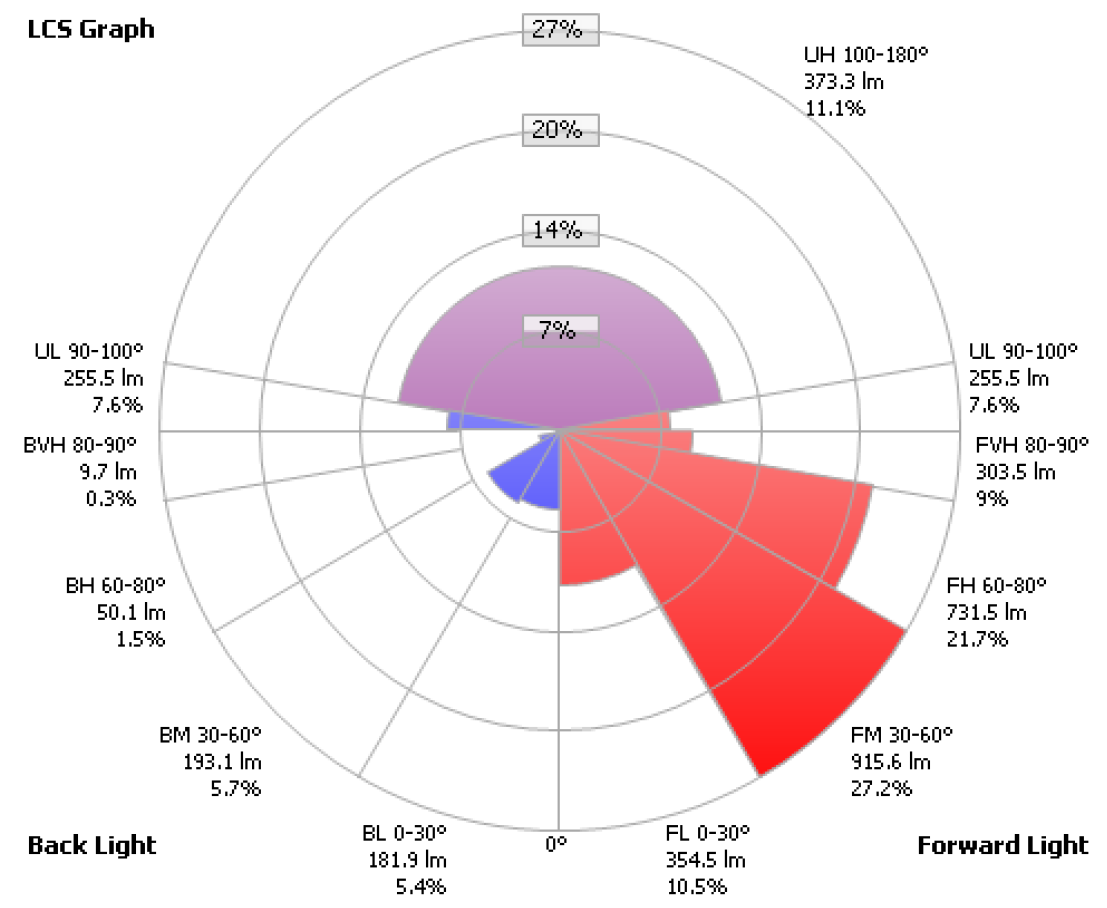 LCS Graph
27%
UH 100-180°
373.3 lm
11.1%
20%
14%
7%
UL 90-100°
255.5 lm
7.6%
UL 90-100°
255.5 lm
7.6%
BVH 80-90°
9.7 lm
0.3%
FVH 80-90°
303.5 lm
9%
BH 60-80°
50.1 lm
1.5%
FH 60-80°
731.5 lm
21.7%
BM 30-60°
193.1 lm
5.7%
FM 30-60°
915.6 lm
27.2%
BL 0-30°
181.9 lm
5.4%
0°
FL 0-30°
354.5 lm
10.5%
Back Light
Forward Light